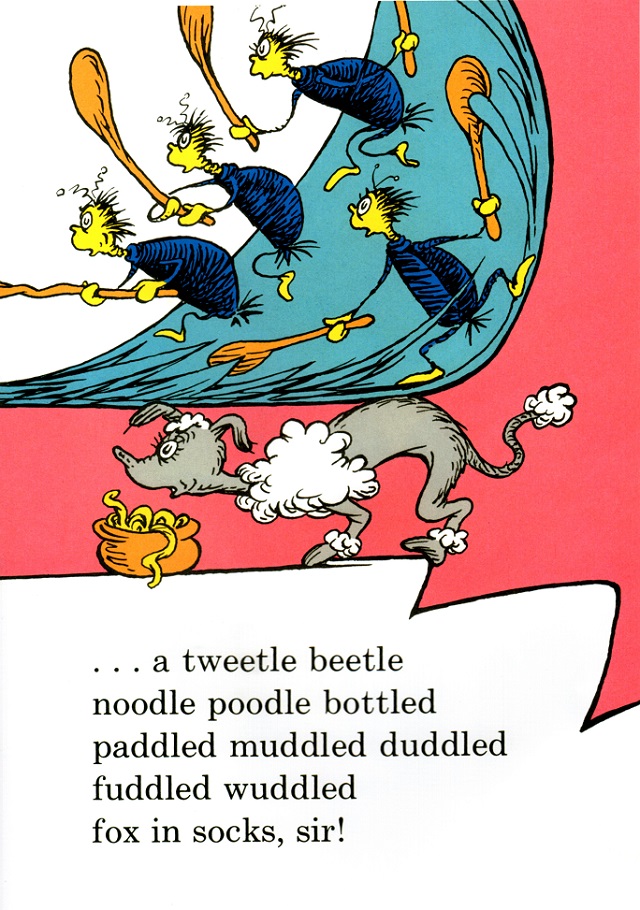 . . . a tweetle beetle
noodle poodle bottled
paddled muddled duddled
fuddled wuddled
fox in socks, sir!